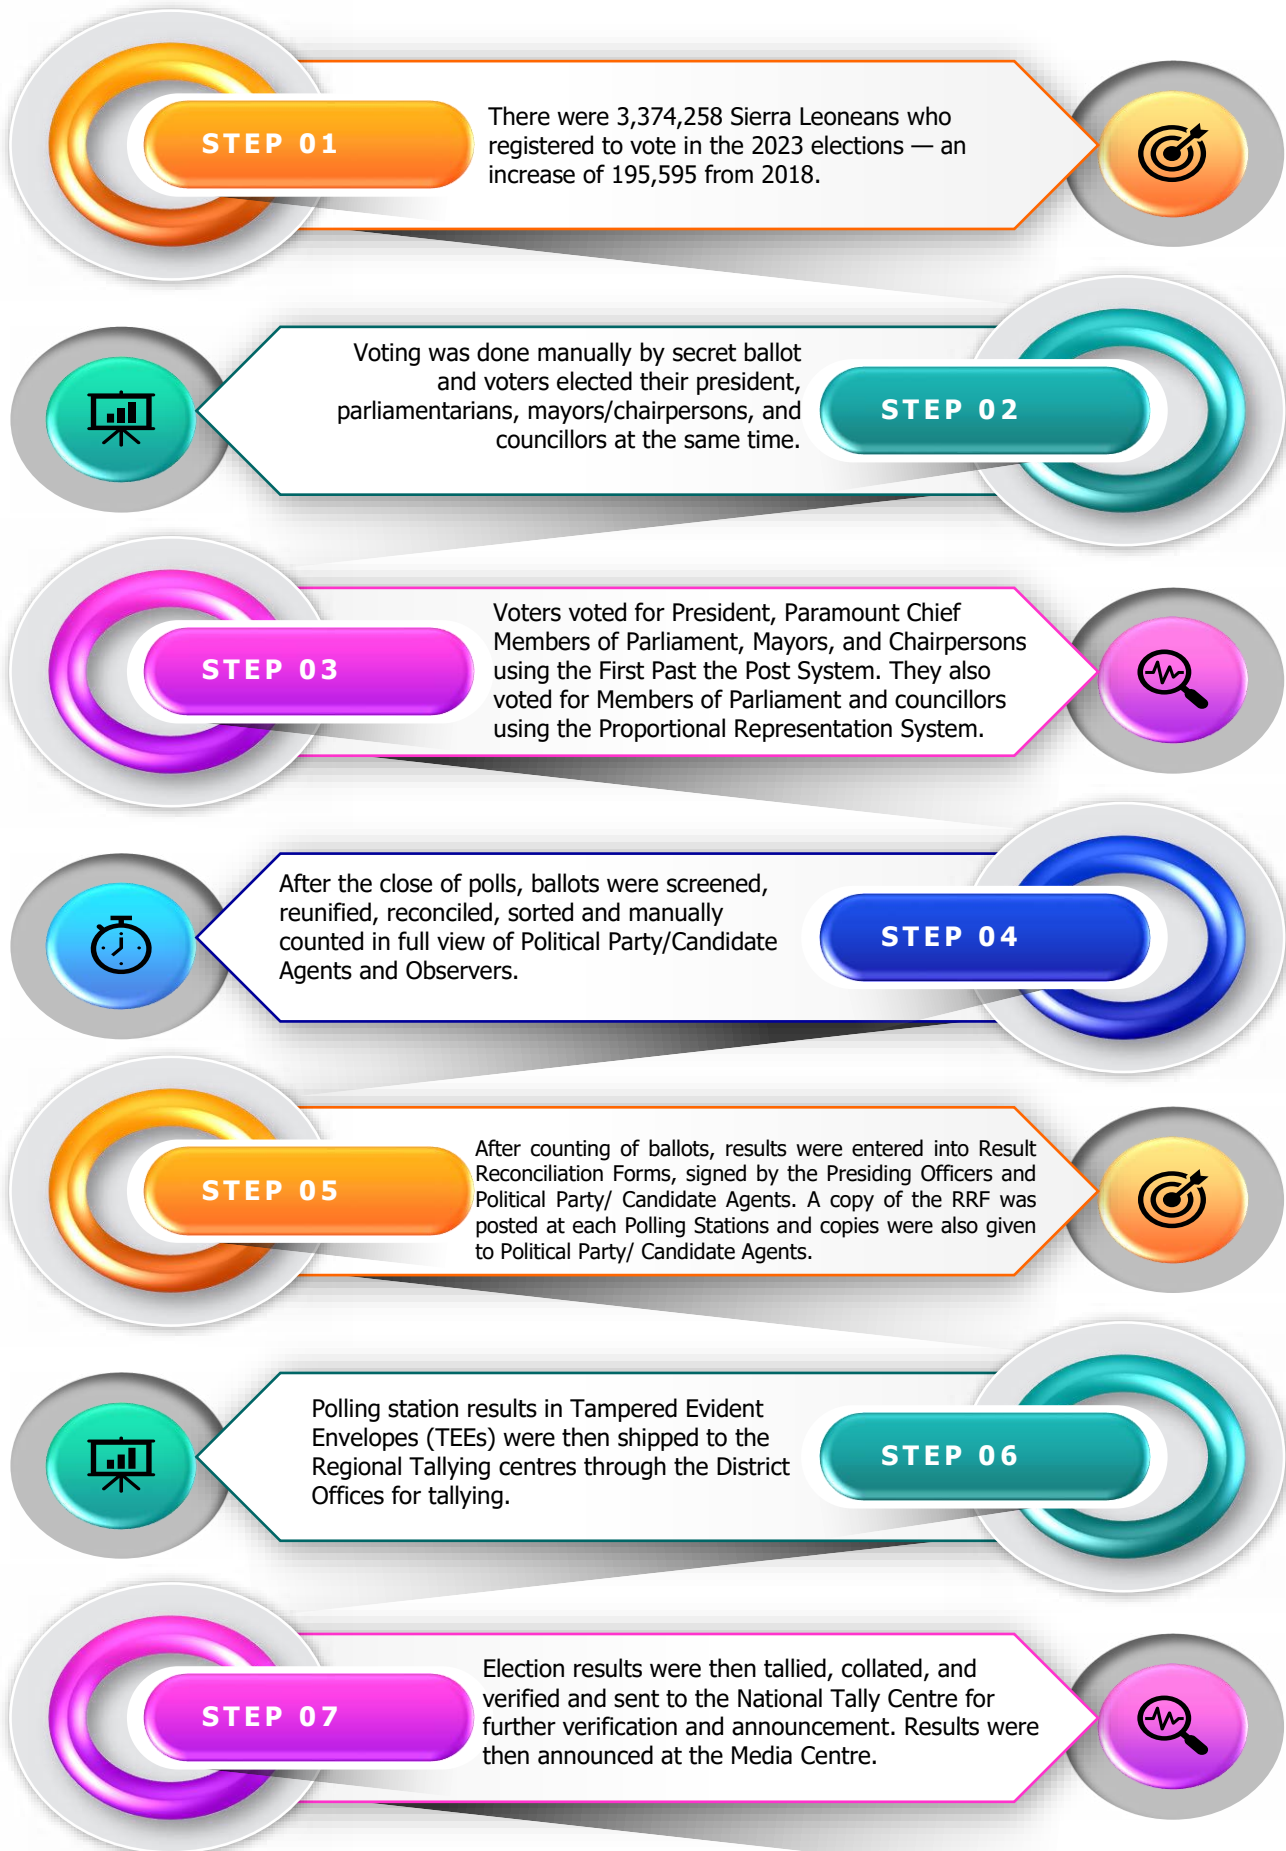 STEP 01
There were 3,374,258 Sierra Leoneans who
registered to vote in the 2023 elections — an
increase of 195,595 from 2018.
Voting was done manually by secret ballot
and voters elected their president,
parliamentarians, mayors/chairpersons, and
councillors at the same time.
STEP 02
STEP 03
Voters voted for President, Paramount Chief
Members of Parliament, Mayors, and Chairpersons
using the First Past the Post System. They also
voted for Members of Parliament and councillors
using the Proportional Representation System.
After the close of polls, ballots were screened,
reunified, reconciled, sorted and manually
counted in full view of Political Party/Candidate
Agents and Observers.
STEP 04
STEP 05
After counting of ballots, results were entered into Result
Reconciliation Forms, signed by the Presiding Officers and
Political Party/ Candidate Agents. A copy of the RRF was
posted at each Polling Stations and copies were also given
to Political Party/ Candidate Agents.
Polling station results in Tampered Evident
Envelopes (TEEs) were then shipped to the
Regional Tallying centres through the District
Offices for tallying.
STEP 06
STEP 07
Election results were then tallied, collated, and
verified and sent to the National Tally Centre for
further verification and announcement. Results were
then announced at the Media Centre.